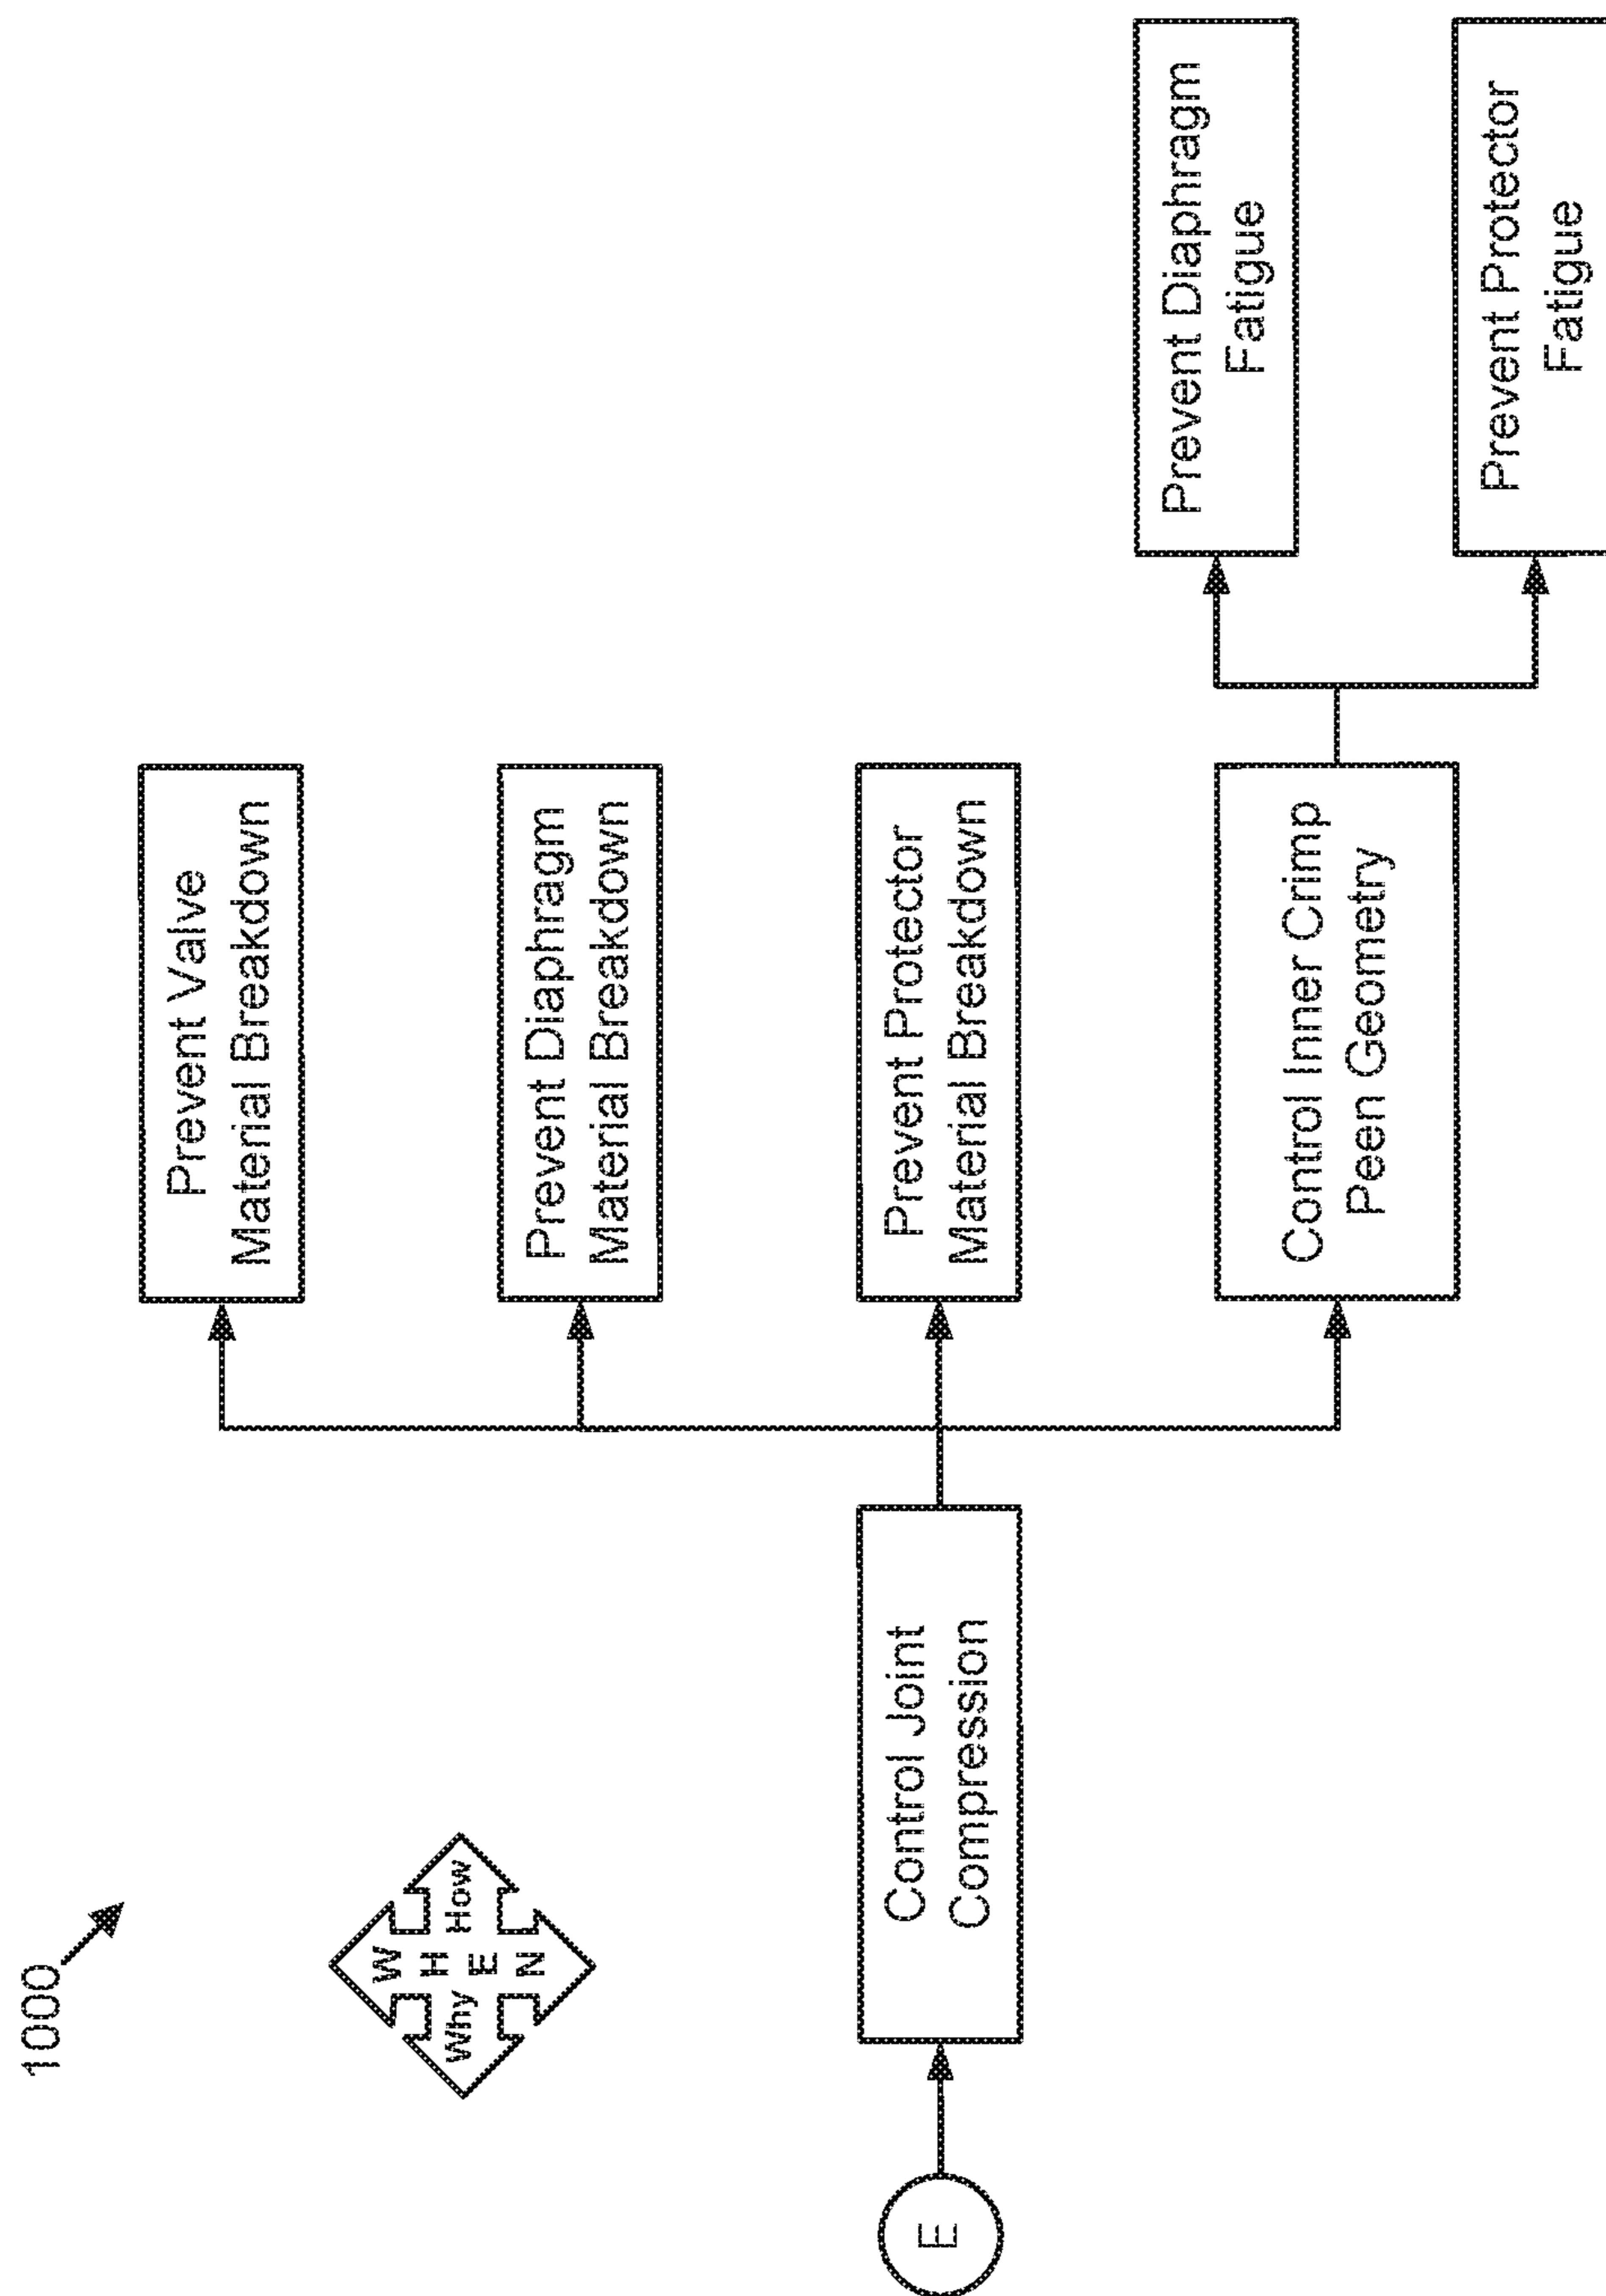 1000
Why
W
H
E
N
How
Prevent Valve
Material Breakdown
Prevent Diaphragm
Material Breakdown
E
Control Joint
Compression
Prevent Protector
Material Breakdown
Control Inner Crimp
Peen Geometry
Prevent Diaphragm
Fatigue
Prevent Protector
Fatigue